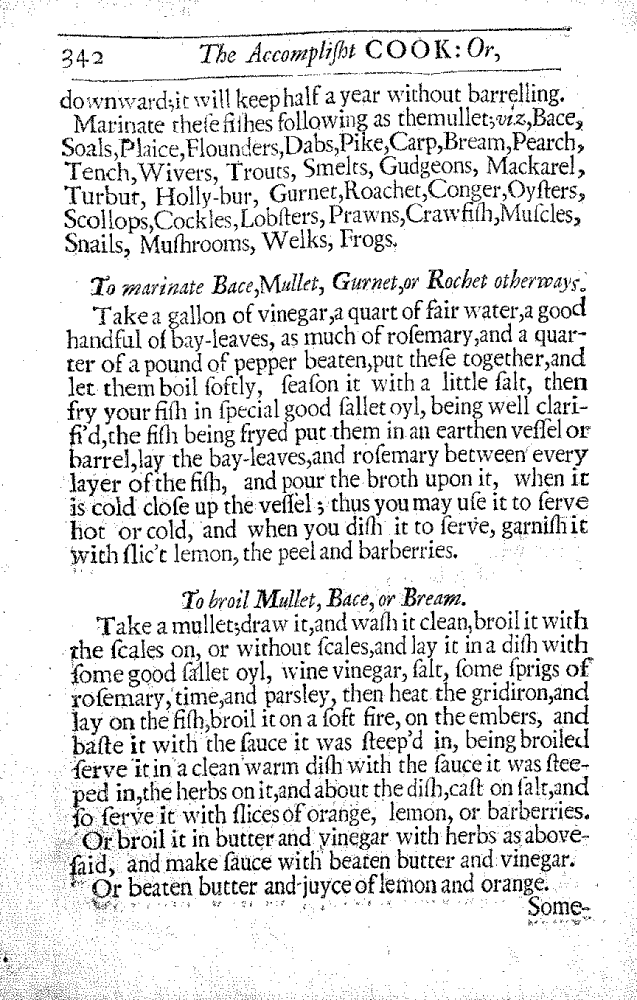 342 The Accompliſht COOK: Or,
downward; it will keep half a year without barrelling.
Marinate theſe fiſhes following as the mullet; viz, Bace,
Soals, Plaice, Flounders, Dabs, Pike, Carp, Bream, Pearch,
Tench, Wivers, Trouts, Smelts, Gudgeons, Mackarel,
Turbut, Holly-bur, Gurnet, Roachet, Conger, Oyſters,
Scollops, Cockles, Lobſters, Prawns, Crawfiſh, Muſcles,
Snails, Muſhrooms, Welks, Frogs.
To marinate Bace, Mullet, Gurnet, or Rochet otherways.
Take a gallon of vinegar, a quart of fair water, a good
handful of bay-leaves, as much of roſemary, and a quar-
ter of a pound of pepper beaten, put theſe together, and
let them boil ſoftly, ſeaſon it with a little ſalt, then
fry your fiſh in ſpecial good ſallet oyl, being well clari-
fi'd, the fiſh being fryed put them in an earthen veſſel or
barrel, lay the bay-leaves, and roſemary between every
layer of the fiſh, and pour the broth upon it, when it
is cold cloſe up the veſſel; thus you may uſe it to ſerve
hot or cold, and when you diſh it to ſerve, garniſh it
with ſlic't lemon, the peel and barberries.
To broil Mullet, Bace, or Bream.
Take a mullet; draw it, and waſh it clean, broil it with
the ſcales on, or without ſcales, and lay it in a diſh with
ſome good ſallet oyl, wine vinegar, ſalt, ſome ſprigs of
roſemary, time, and parsley, then heat the gridiron, and
lay on the fiſh, broil it on a ſoft fire, on the embers, and
baſte it with the ſauce it was ſteep'd in, being broiled
ſerve it in a clean warm diſh with the ſauce it was ſtee-
ped in, the herbs on it, and about the diſh, caſt on ſalt, and
ſo ſerve it with ſlices of orange, lemon, or barberries.
Or broil it in butter and vinegar with herbs as above-
ſaid, and make ſauce with beaten butter and vinegar.
Or beaten butter and juyce of lemon and orange.
Some-